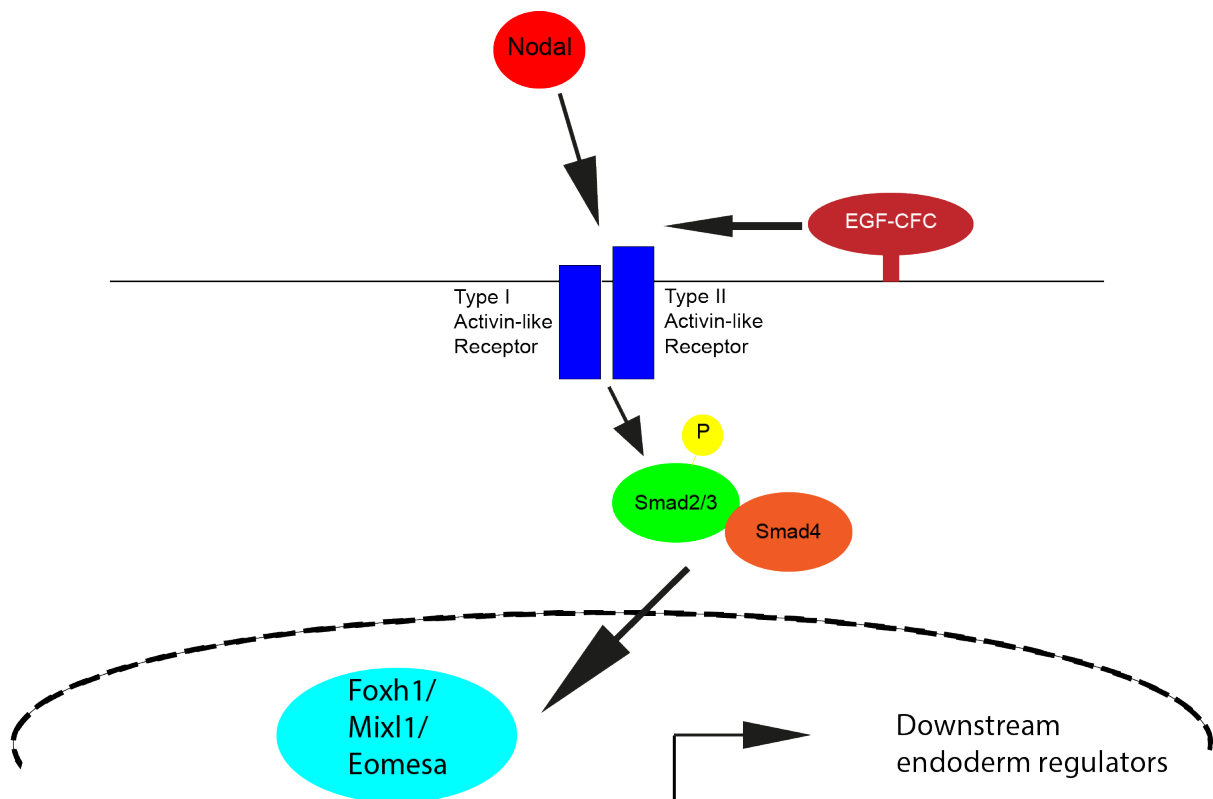 Nodal
EGF-CFC
Type I
Activin-like
Receptor
Type II
Activin-like
Receptor
P
Smad2/3
Smad4
Foxh1/
Mixl1/
Eomesa
Downstream
endoderm regulators